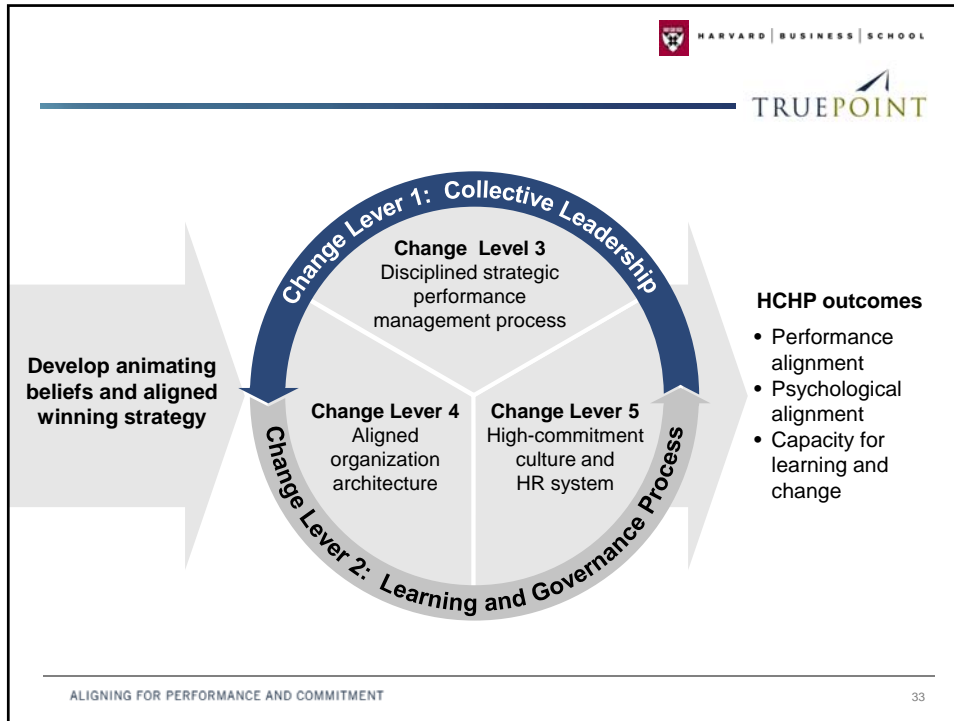 HARVARD | BUSINESS | SCHOOL
TRUEPOINT
Change Lever 1: Collective Leadership
Change Level 3
Disciplined strategic
performance
management process
Develop animating
beliefs and aligned
winning strategy
Change Lever 4
Aligned
organization
architecture
Change Lever 5
High-commitment
culture and
HR system
Change Lever 2: Learning and Governance Process
HCHP outcomes
• Performance
alignment
• Psychological
alignment
• Capacity for
learning and
change
ALIGNING FOR PERFORMANCE AND COMMITMENT
33